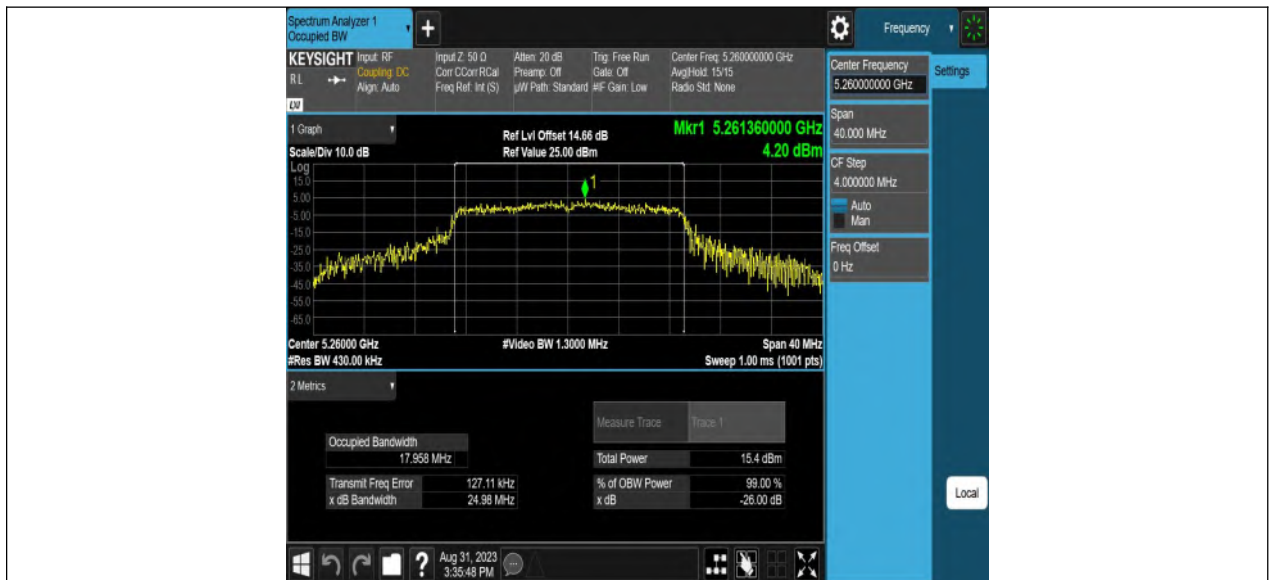 Spectrum Analyzer 1
Occupied BW
+
Frequency
KEYSIGHT
RL
LXI
Input: RF
Coupling: DC
Align: Auto
Input Z: 50 Ω
Corr CCorr RCal
Freq Ref: Int (S)
Atten: 20 dB
Preamp: Off
µW Path: Standard
Trig: Free Run
Gate: Off
#IF Gain: Low
Center Freq: 5.260000000 GHz
Avg|Hold: 15/15
Radio Std: None
Center Frequency
5.260000000 GHz
Settings
Span
40.000 MHz
CF Step
4.000000 MHz
Auto
Man
Freq Offset
0 Hz
Local
1 Graph
Scale/Div 10.0 dB
Ref Lvl Offset 14.66 dB
Ref Value 25.00 dBm
Mkr1 5.261360000 GHz
4.20 dBm
Log
15.0
5.00
-5.00
-15.0
-25.0
-35.0
-45.0
-55.0
-65.0
1
Center 5.26000 GHz
#Video BW 1.3000 MHz
Span 40 MHz
#Res BW 430.00 kHz
Sweep 1.00 ms (1001 pts)
2 Metrics
Measure Trace Trace 1
Occupied Bandwidth
17.958 MHz
Total Power 15.4 dBm
Transmit Freq Error 127.11 kHz
% of OBW Power 99.00 %
x dB Bandwidth 24.98 MHz
x dB -26.00 dB
?
Aug 31, 2023
3:35:48 PM